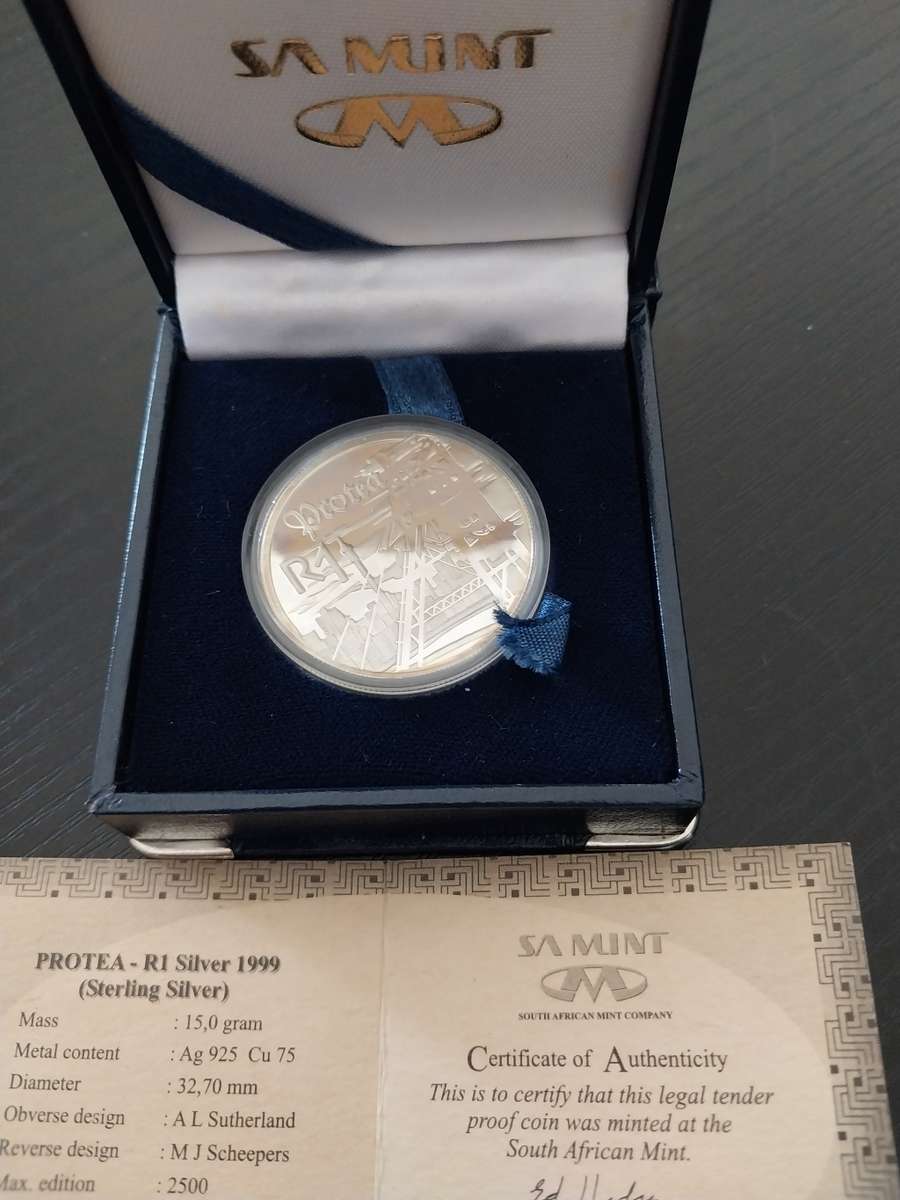 SA MINT
Protea
R1
PROTEA - R1 Silver 1999
(Sterling Silver)
Mass : 15,0 gram
Metal content : Ag 925 Cu 75
Diameter : 32,70 mm
Obverse design : A L Sutherland
Reverse design : M J Scheepers
Max. edition : 2500
SA MINT
SOUTH AFRICAN MINT COMPANY
Certificate of Authenticity
This is to certify that this legal tender
proof coin was minted at the
South African Mint.